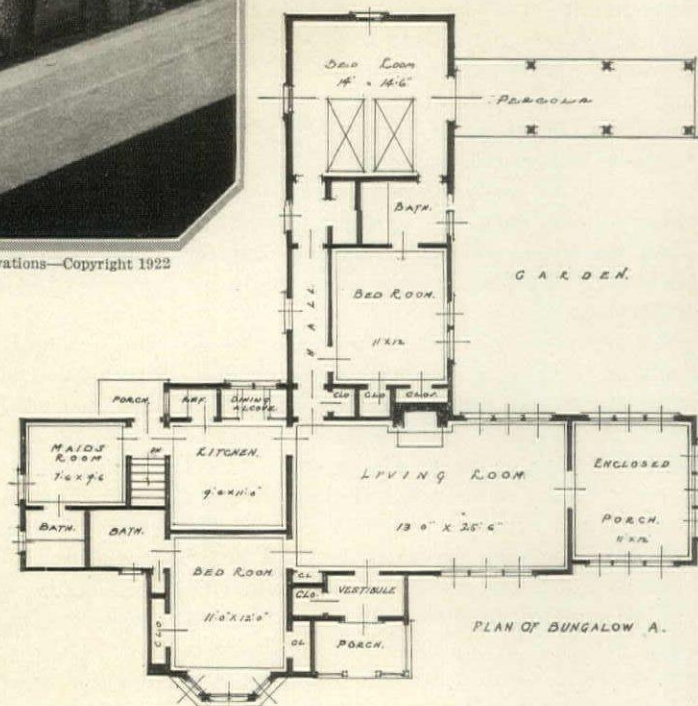 BED ROOM
14' x 14'6"
PERGOLA
BATH.
vations—Copyright 1922
GARDEN.
BED ROOM.
11 X 12
HALL
PORCH.
REF.
DINING
ALCOVE
CLO
CLO
CLOS.
MAIDS
ROOM
7'6 X 9'6
KITCHEN.
9'6 X 11'0"
LIVING ROOM.
13'0" X 25'6"
ENCLOSED
PORCH.
11' X 12'
BATH.
BATH.
BED ROOM
11'0" X 12'0"
CL
CLO.
VESTIBULE
CLO
CL
PORCH.
PLAN OF BUNGALOW A.